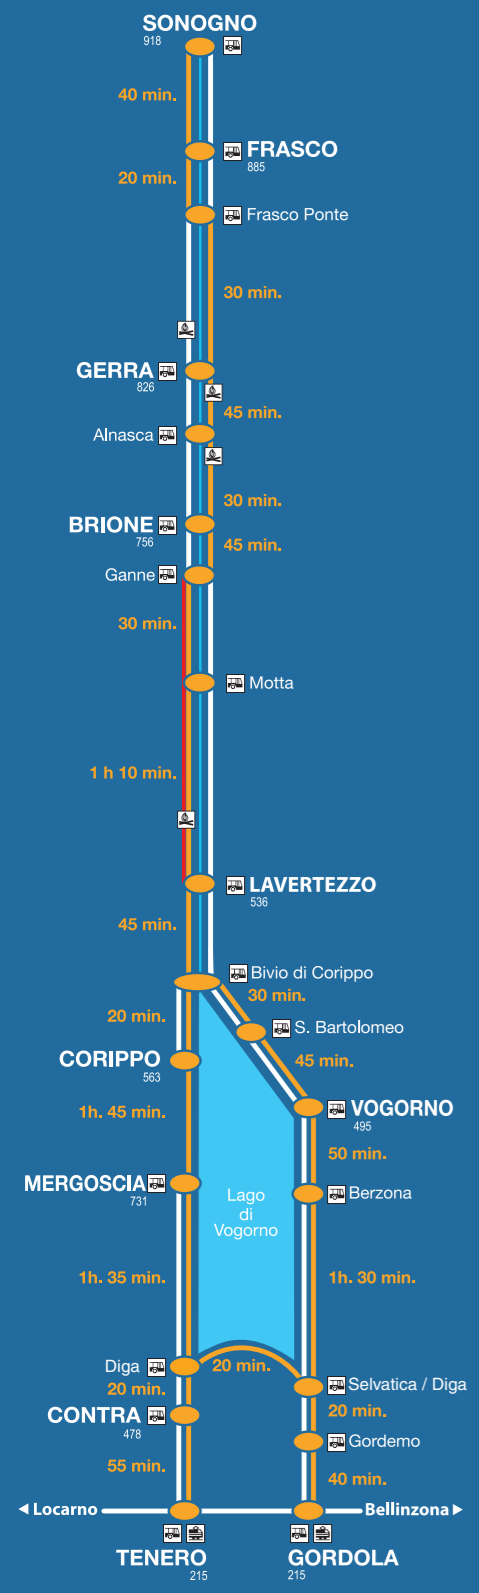 SONOGNO
918
40 min.
FRASCO
885
20 min.
Frasco Ponte
30 min.
GERRA
826
45 min.
Alnasca
30 min.
BRIONE
756
45 min.
Ganne
30 min.
Motta
1 h 10 min.
LAVERTEZZO
536
45 min.
Bivio di Corippo
30 min.
20 min.
S. Bartolomeo
CORIPPO
563
45 min.
1h. 45 min.
VOGORNO
495
50 min.
MERGOSCIA
731
Berzona
Lago
di
Vogorno
1h. 35 min.
1h. 30 min.
Diga
20 min.
20 min.
Selvatica / Diga
CONTRA
478
20 min.
Gordemo
55 min.
40 min.
Locarno
Bellinzona
TENERO
215
GORDOLA
215